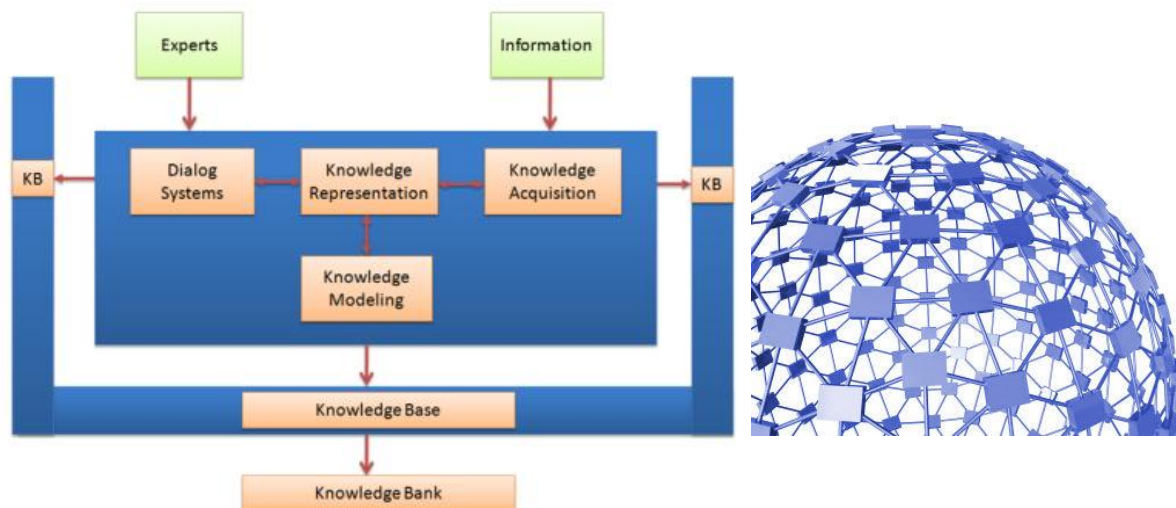 Experts
Information
KB
Dialog
Systems
Knowledge
Representation
Knowledge
Acquisition
KB
Knowledge
Modeling
Knowledge Base
Knowledge Bank